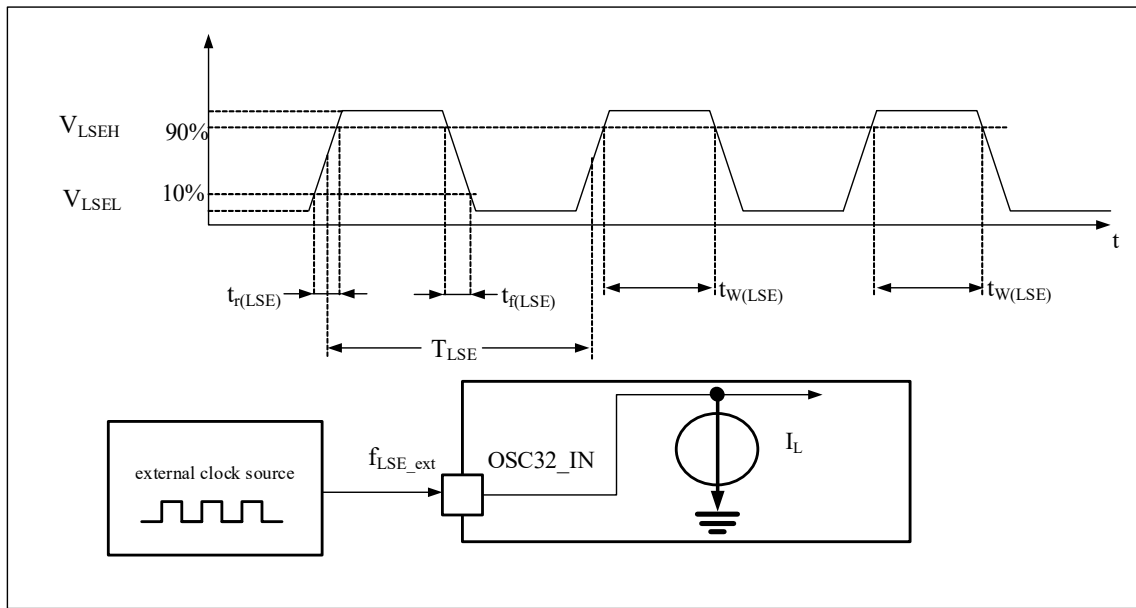 V_LSEH
90%
10%
V_LSEL
t
t_r(LSE)
t_f(LSE)
t_W(LSE)
t_W(LSE)
T_LSE
external clock source
f_LSE_ext
OSC32_IN
I_L